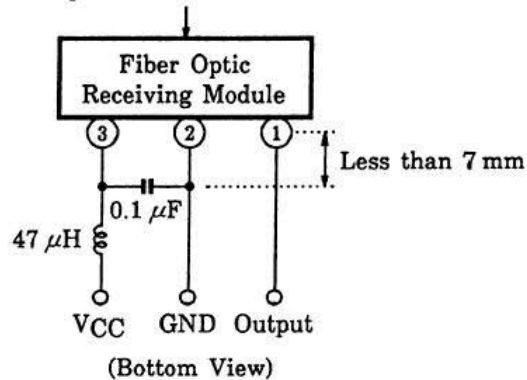 Fiber Optic
Receiving Module
3 2 1
Less than 7 mm
0.1 μF
47 μH
VCC GND Output
(Bottom View)